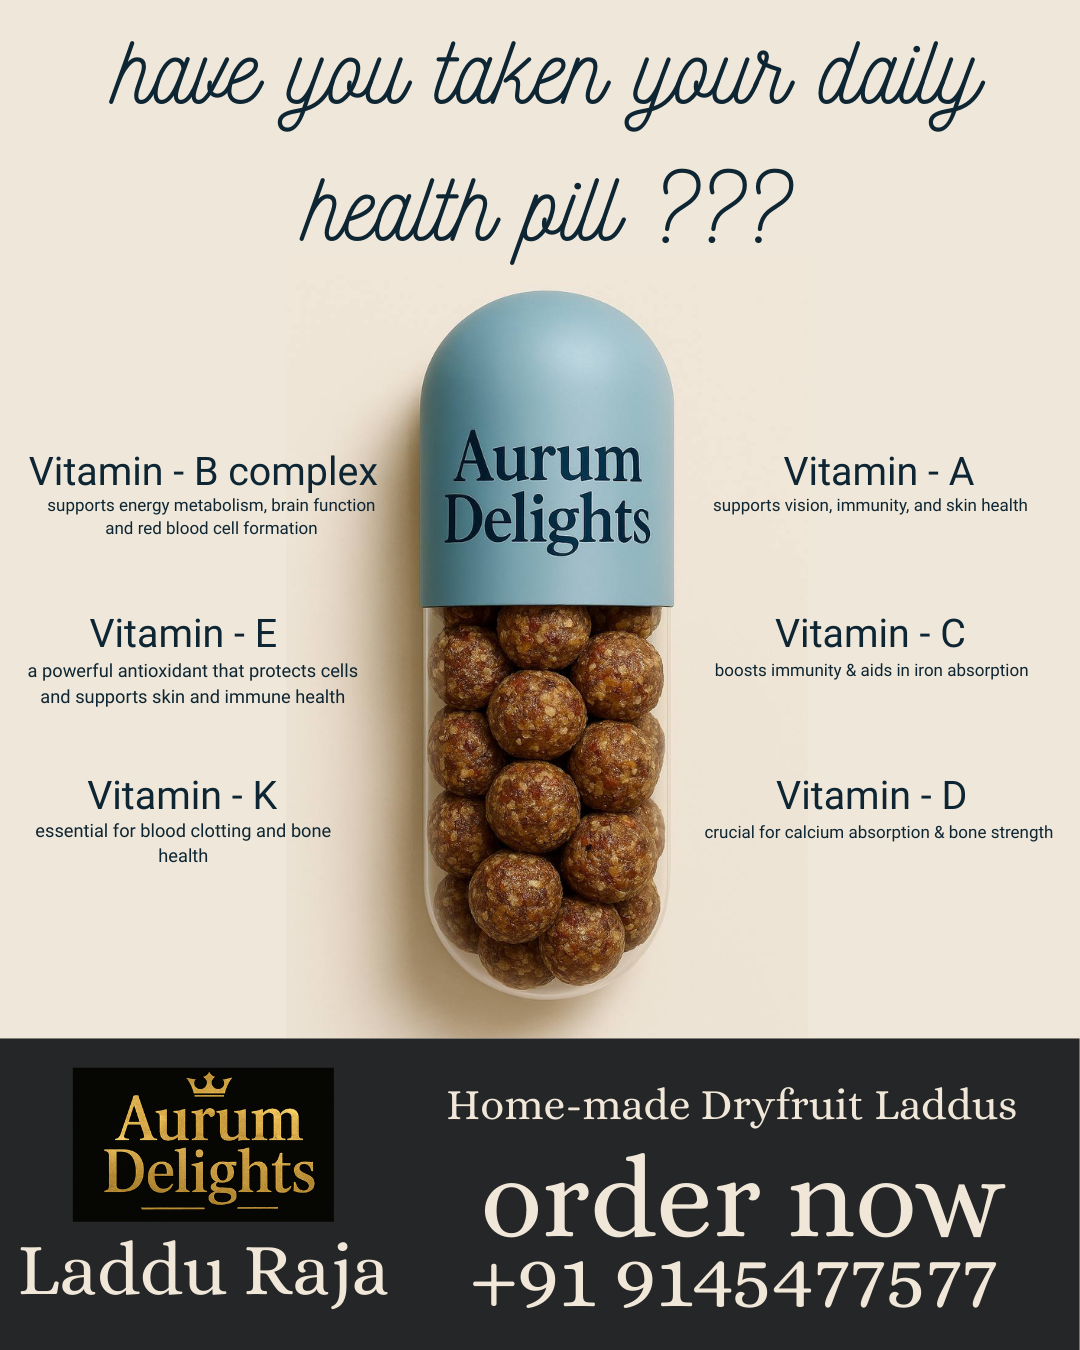 have you taken your daily
health pill ???
Aurum
Delights
Vitamin - B complex
supports energy metabolism, brain function
and red blood cell formation
Vitamin - A
supports vision, immunity, and skin health
Vitamin - E
a powerful antioxidant that protects cells
and supports skin and immune health
Vitamin - C
boosts immunity & aids in iron absorption
Vitamin - K
essential for blood clotting and bone
health
Vitamin - D
crucial for calcium absorption & bone strength
Aurum
Delights
Laddu Raja
Home-made Dryfruit Laddus
order now
+91 9145477577